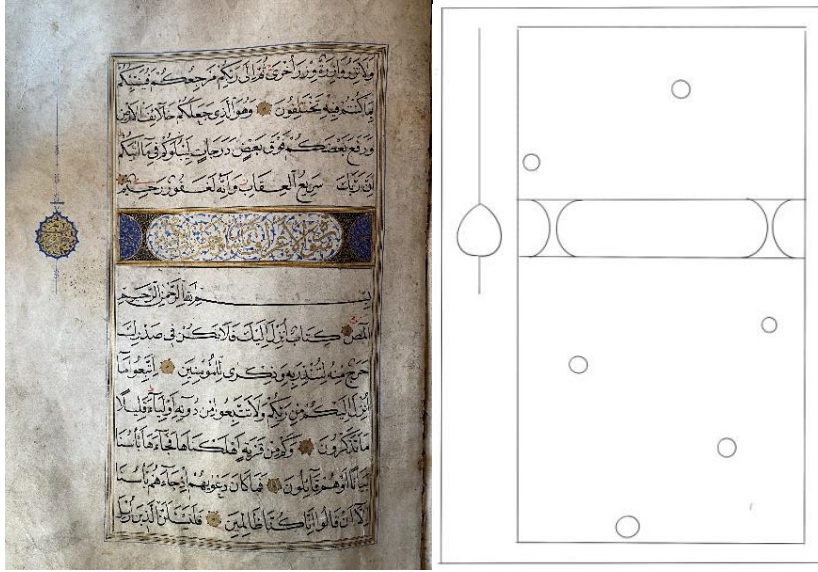 ولا تزر وازرة وزر أخرى ثم إلى ربكم مرجعكم فينبئكم
بما كنتم فيه تختلفون وهو الذي جعلكم خلائف الأرض
ورفع بعضكم فوق بعض درجات ليبلوكم في ما آتيكم
إن ربك سريع العقاب وإنه لغفور رحيم
بسم الله الرحمن الرحيم
المص كتاب أنزل إليك فلا يكن في صدرك
حرج منه لتنذر به وذكرى للمؤمنين اتبعوا ما
أنزل إليكم من ربكم ولا تتبعوا من دونه أولياء قليلا
ما تذكرون وكم من قرية أهلكناها فجاءها بأسنا
بياتا أو هم قائلون فما كان دعويهم إذ جاءهم بأسنا
إلا أن قالوا إنا كنا ظالمين فلنسئلن الذين أرسل